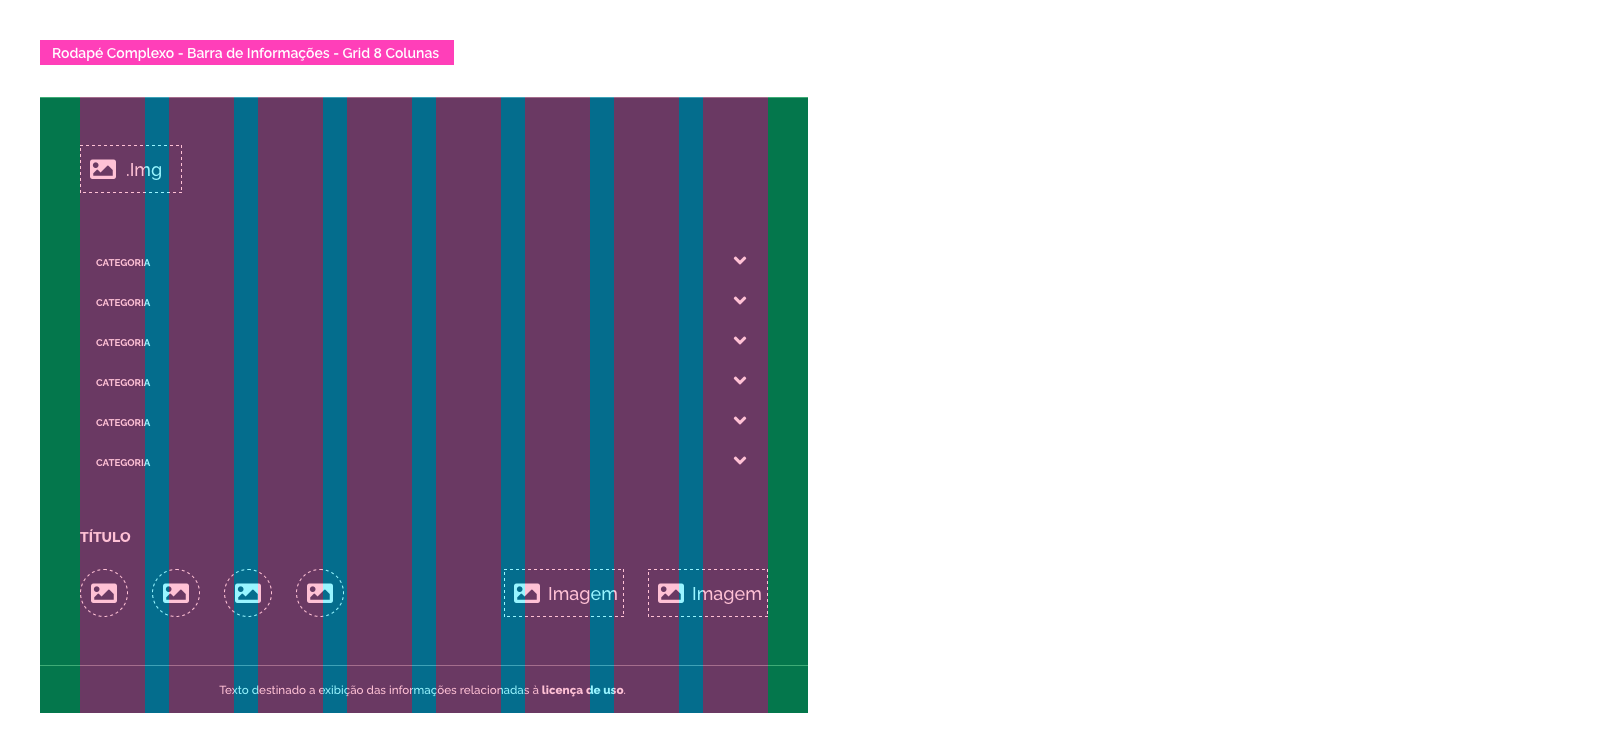 Rodapé Complexo - Barra de Informações - Grid 8 Colunas
.Img
CATEGORIA
CATEGORIA
CATEGORIA
CATEGORIA
CATEGORIA
CATEGORIA
TÍTULO
Imagem Imagem
Texto destinado a exibição das informações relacionadas à licença de uso.